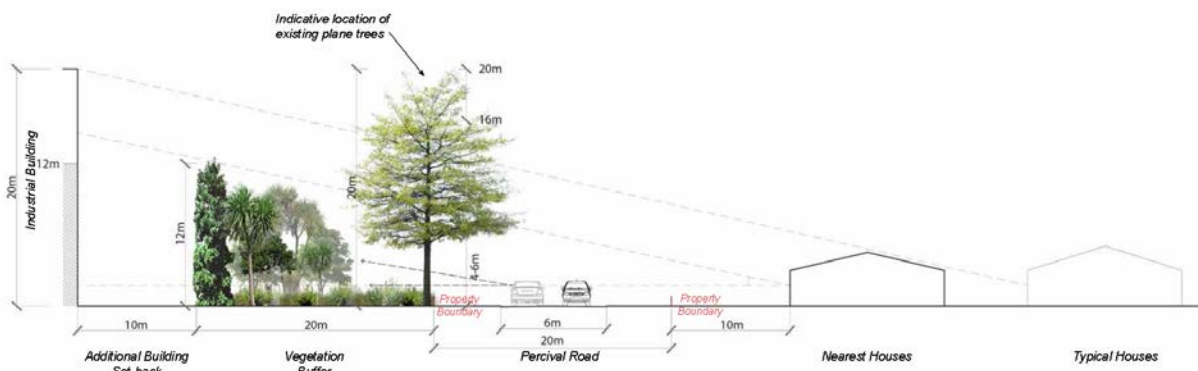 Indicative location of
existing plane trees
20m
16m
Industrial Building
20m
12m
12m
20m
4-6m
Property
Boundary
Property
Boundary
10m
20m
6m
10m
20m
Additional Building
Set-back
Vegetation
Buffer
Percival Road
Nearest Houses
Typical Houses